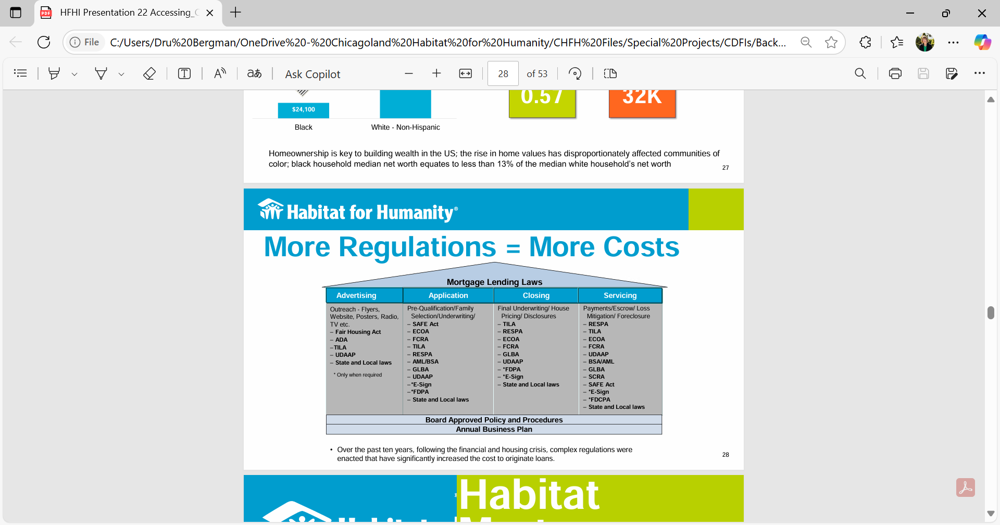 HFHI Presentation 22 Accessing_
File
C:/Users/Dru%20Bergman/OneDrive%20-%20Chicagoland%20Habitat%20for%20Humanity/CHFH%20Files/Special%20Projects/CDFIs/Back...
Ask Copilot
28 of 53
0.57
32K
$24,100
Black
White - Non-Hispanic
Homeownership is key to building wealth in the US; the rise in home values has disproportionately affected communities of
color; black household median net worth equates to less than 13% of the median white household's net worth
27
Habitat for Humanity®
More Regulations = More Costs
Mortgage Lending Laws
Advertising
Outreach - Flyers,
Website, Posters, Radio,
TV etc.
– Fair Housing Act
– ADA
–TILA
– UDAAP
– State and Local laws
* Only when required
Application
Pre-Qualification/Family
Selection/Underwriting/
– SAFE Act
– ECOA
– FCRA
– TILA
– RESPA
– AML/BSA
– GLBA
– UDAAP
–*E-Sign
–*FDPA
– State and Local laws
Closing
Final Underwriting/ House
Pricing/ Disclosures
– TILA
– RESPA
– ECOA
– FCRA
– GLBA
– UDAAP
– *FDPA
– *E-Sign
– State and Local laws
Servicing
Payments/Escrow/ Loss
Mitigation/ Foreclosure
– RESPA
– TILA
– ECOA
– FCRA
– UDAAP
– BSA/AML
– GLBA
– SCRA
– SAFE Act
– *E-Sign
– *FDCPA
– State and Local laws
Board Approved Policy and Procedures
Annual Business Plan
• Over the past ten years, following the financial and housing crisis, complex regulations were
enacted that have significantly increased the cost to originate loans.
28
Habitat